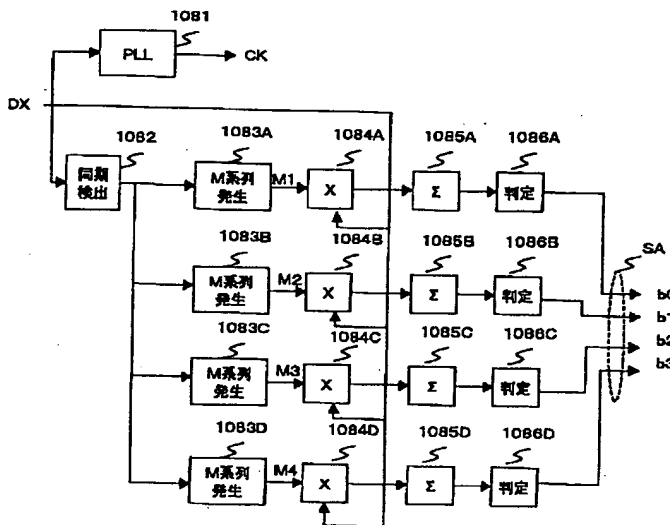 1081
PLL
CK
DX
1082
1083A
1084A
1085A
1086A
同期
検出
M系列
発生
M1
X
Σ
判定
1083B
1084B
1085B
1086B
SA
M系列
発生
M2
X
Σ
判定
b0
b1
1083C
1084C
1085C
1086C
b2
M系列
発生
M3
X
Σ
判定
b3
1083D
1084D
1085D
1086D
M系列
発生
M4
X
Σ
判定